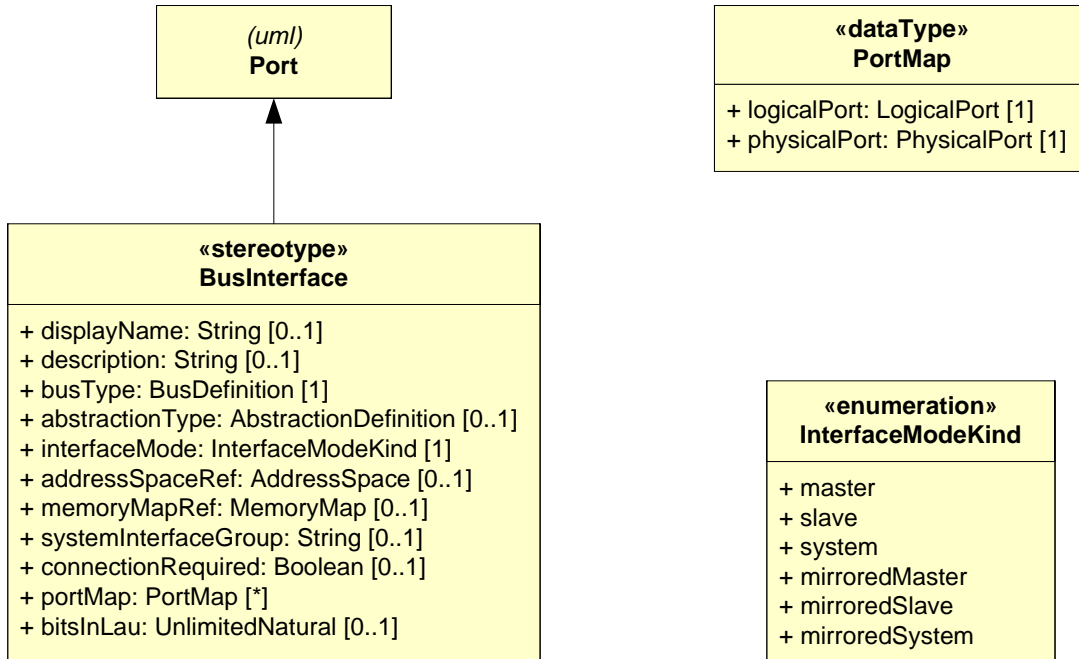 (uml)
Port
«dataType»
PortMap
+ logicalPort: LogicalPort [1]
+ physicalPort: PhysicalPort [1]
«stereotype»
BusInterface
+ displayName: String [0..1]
+ description: String [0..1]
+ busType: BusDefinition [1]
+ abstractionType: AbstractionDefinition [0..1]
+ interfaceMode: InterfaceModeKind [1]
+ addressSpaceRef: AddressSpace [0..1]
+ memoryMapRef: MemoryMap [0..1]
+ systemInterfaceGroup: String [0..1]
+ connectionRequired: Boolean [0..1]
+ portMap: PortMap [*]
+ bitsInLau: UnlimitedNatural [0..1]
«enumeration»
InterfaceModeKind
+ master
+ slave
+ system
+ mirroredMaster
+ mirroredSlave
+ mirroredSystem